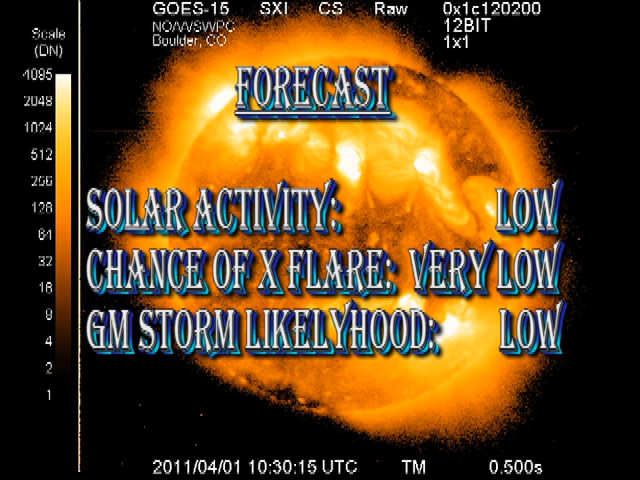 GOES-15 SXI CS Raw 0x1c120200
NOAA/SWPC 12BIT
Boulder, CO 1x1
Scale
(DN)
4095
2048
1024
512
256
128
64
32
16
8
4
2
1
FORECAST
SOLAR ACTIVITY: LOW
CHANCE OF X FLARE: VERY LOW
GM STORM LIKELYHOOD: LOW
2011/04/01 10:30:15 UTC TM 0.500s